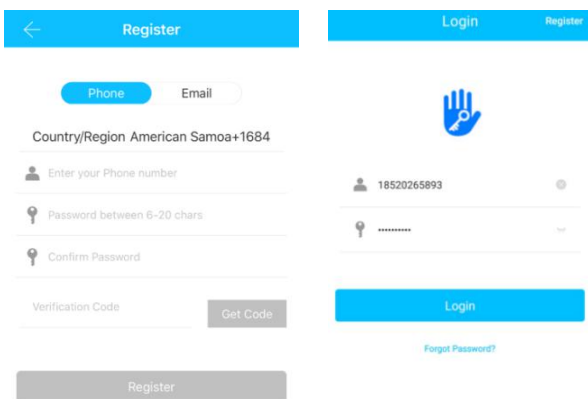 Register
Phone Email
Country/Region American Samoa+1684
Enter your Phone number
Password between 6-20 chars
Confirm Password
Verification Code Get Code
Register
Login Register
18520265893
••••••••••
Login
Forgot Password?